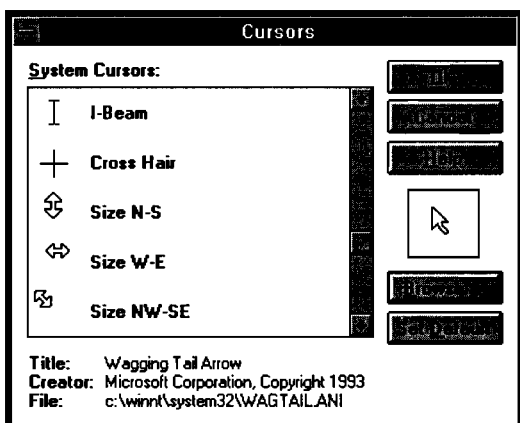 Cursors
System Cursors:
I-Beam
Cross Hair
Size N-S
Size W-E
Size NW-SE
Title: Wagging Tail Arrow
Creator: Microsoft Corporation, Copyright 1993
File: c:\winnt\system32\WAGTAIL.ANI